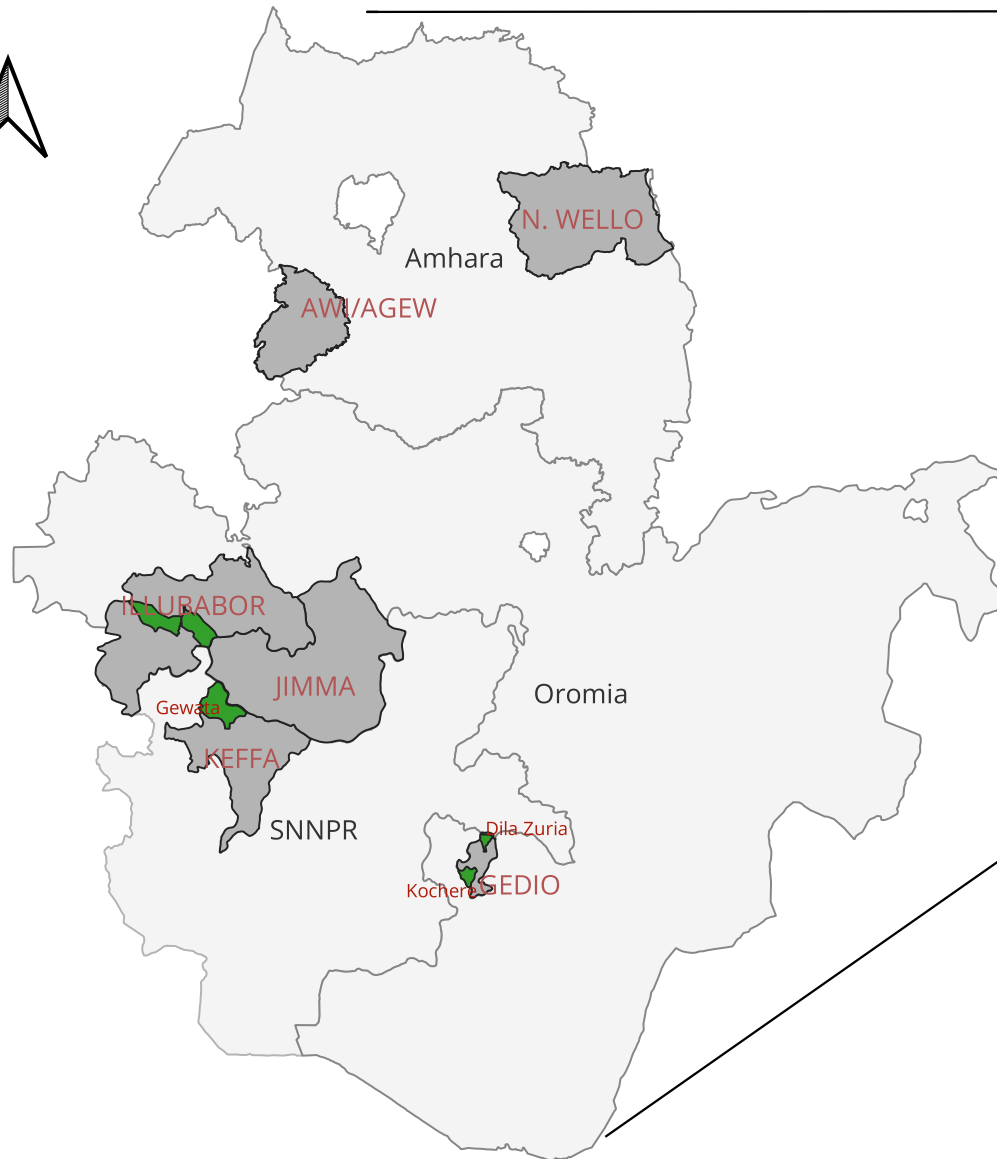 N. WELLO
Amhara
AWI/AGEW
ILLUBABOR
JIMMA
Oromia
Gewata
KEFFA
SNNPR
Dila Zuria
GEDIO
Kochere